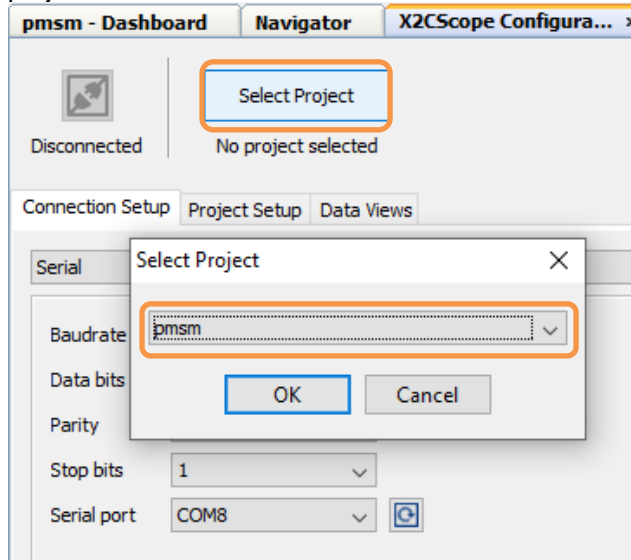 pmsm - Dashboard Navigator X2CScope Configura...
Select Project
Disconnected No project selected
Connection Setup Project Setup Data Views
Serial
Select Project
Baudrate
pmsm
Data bits
OK Cancel
Parity
Stop bits 1
Serial port COM8